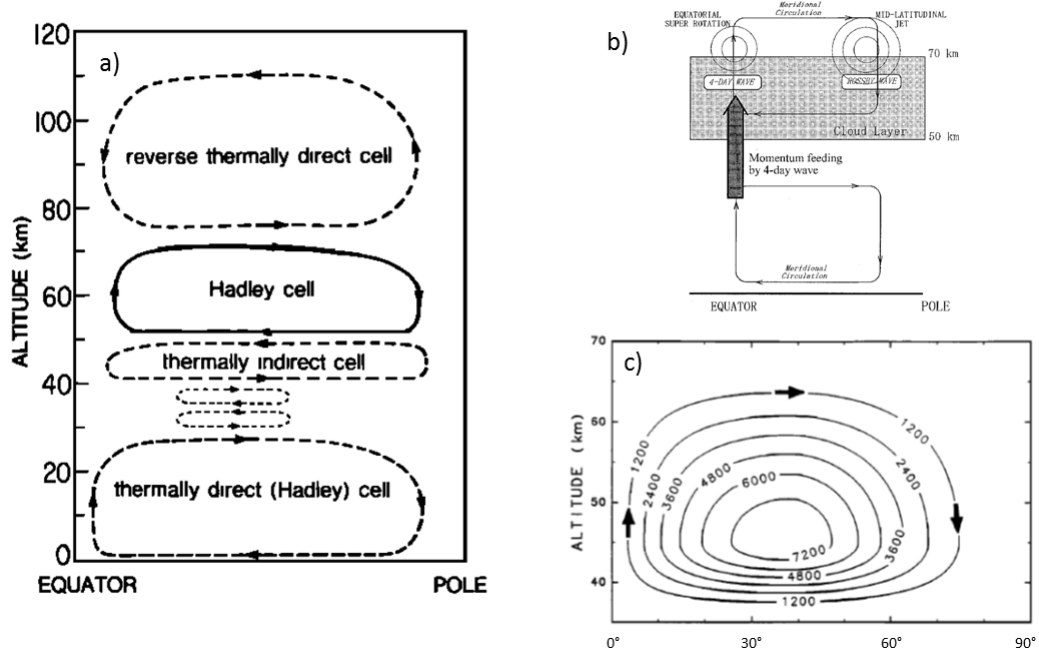 a)
120
100
80
60
40
20
0
ALTITUDE (km)
reverse thermally direct cell
Hadley cell
thermally indirect cell
thermally direct (Hadley) cell
EQUATOR
POLE
b)
Meridional
Circulation
EQUATORIAL
SUPER ROTATION
MID-LATITUDINAL
JET
70 km
4-DAY WAVE
ROSSBY WAVE
Cloud Layer
50 km
Momentum feeding
by 4-day wave
Meridional
Circulation
EQUATOR
POLE
c)
70
60
50
40
ALTITUDE (km)
1200
1200
2400
2400
3600
4800
6000
7200
3600
4800
1200
0°
30°
60°
90°